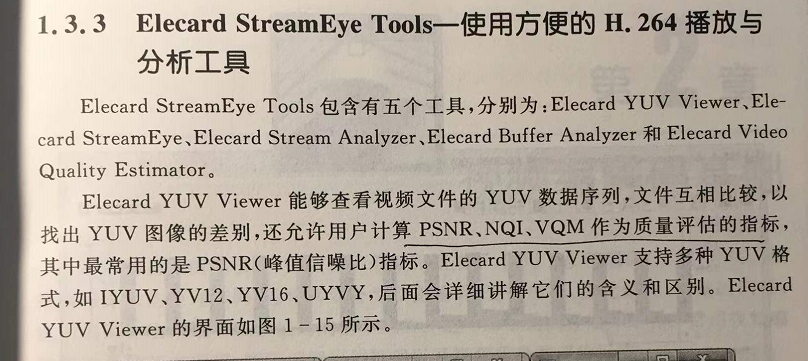 1.3.3 Elecard StreamEye Tools—使用方便的 H.264 播放与
分析工具
Elecard StreamEye Tools 包含有五个工具,分别为:Elecard YUV Viewer、Ele-
card StreamEye、Elecard Stream Analyzer、Elecard Buffer Analyzer 和 Elecard Video
Quality Estimator。
Elecard YUV Viewer 能够查看视频文件的 YUV 数据序列,文件互相比较,以
找出 YUV 图像的差别,还允许用户计算 PSNR、NQI、VQM 作为质量评估的指标,
其中最常用的是 PSNR(峰值信噪比)指标。Elecard YUV Viewer 支持多种 YUV 格
式,如 IYUV、YV12、YV16、UYVY,后面会详细讲解它们的含义和区别。Elecard
YUV Viewer 的界面如图 1-15 所示。